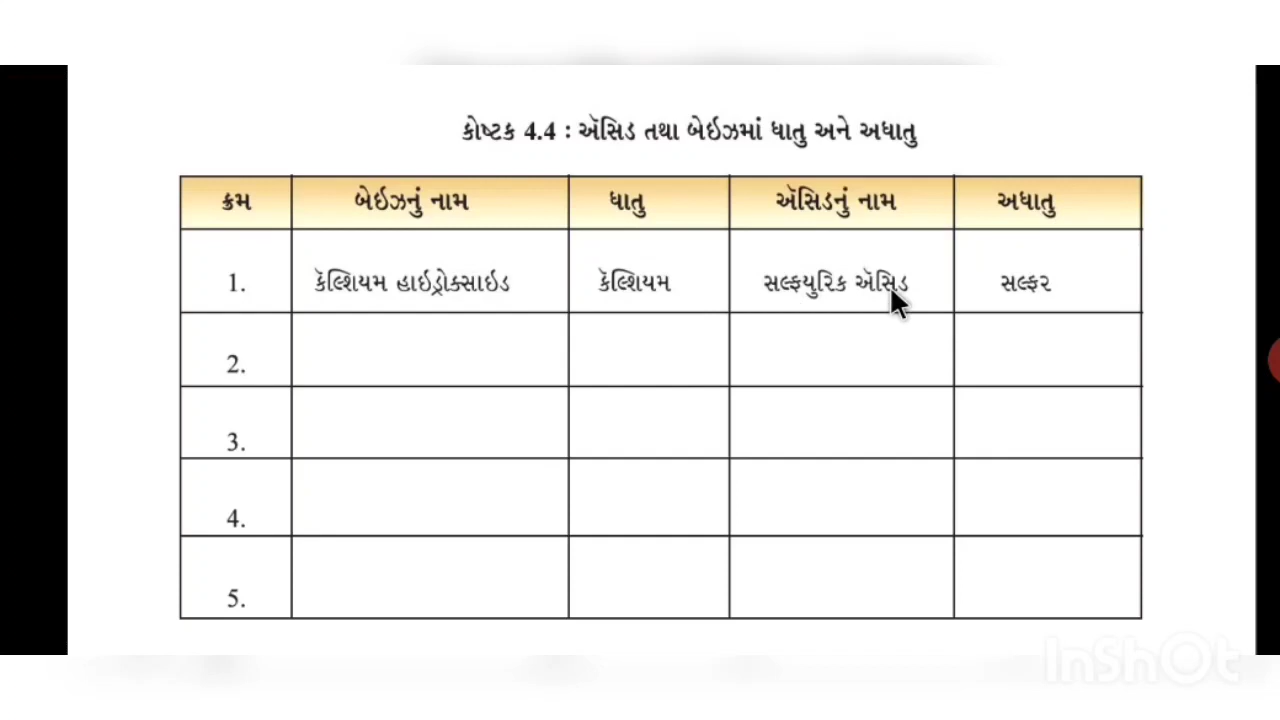 કોષ્ટક 4.4 : ઍસિડ તથા બેઇઝમાં ધાતુ અને અધાતુ
ક્રમ બેઇઝનું નામ ધાતુ ઍસિડનું નામ અધાતુ
1. કૅલ્શિયમ હાઇડ્રોક્સાઇડ કૅલ્શિયમ સલ્ફયુરિક ઍસિડ સલ્ફર
2.
3.
4.
5.
InShOt